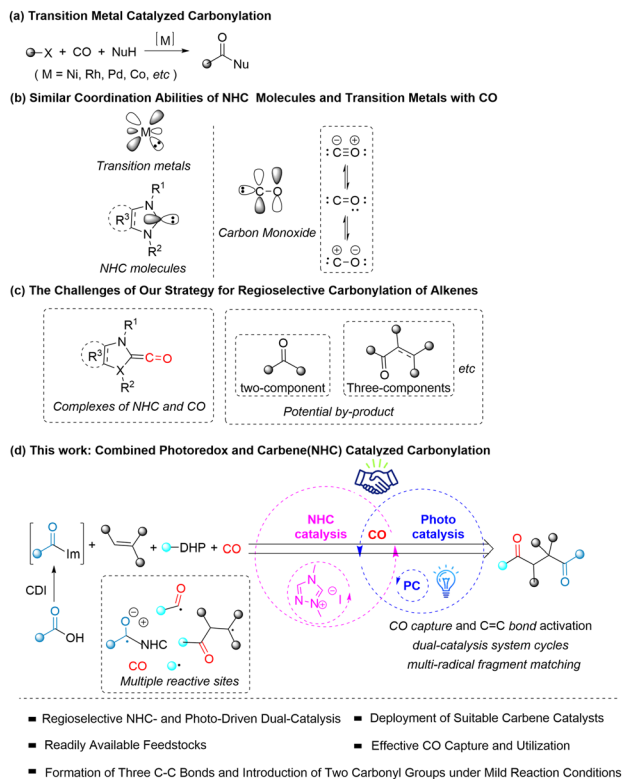 (a) Transition Metal Catalyzed Carbonylation
X + CO + NuH
[M]
O
Nu
( M = Ni, Rh, Pd, Co, etc )
(b) Similar Coordination Abilities of NHC Molecules and Transition Metals with CO
M
Transition metals
R1
N
R3
N
R2
NHC molecules
C O
Carbon Monoxide
⊖ ⊕
:C≡O:
:C=O:
⊕ ⊖
:C-O:
(c) The Challenges of Our Strategy for Regioselective Carbonylation of Alkenes
R1
N
R3
C=O
X
R2
Complexes of NHC and CO
O
two-component
O
Three-components
etc
Potential by-product
(d) This work: Combined Photoredox and Carbene(NHC) Catalyzed Carbonylation
O
Im
+
+
DHP + CO
CDI
O
OH
O
⊖ ⊕
O
NHC
CO
O
Multiple reactive sites
NHC
catalysis
CO
Photo
catalysis
N
N
N
⊕
⊖
I
PC
O
O
CO capture and C=C bond activation
dual-catalysis system cycles
multi-radical fragment matching
Regioselective NHC- and Photo-Driven Dual-Catalysis
Deployment of Suitable Carbene Catalysts
Readily Available Feedstocks
Effective CO Capture and Utilization
Formation of Three C-C Bonds and Introduction of Two Carbonyl Groups under Mild Reaction Conditions